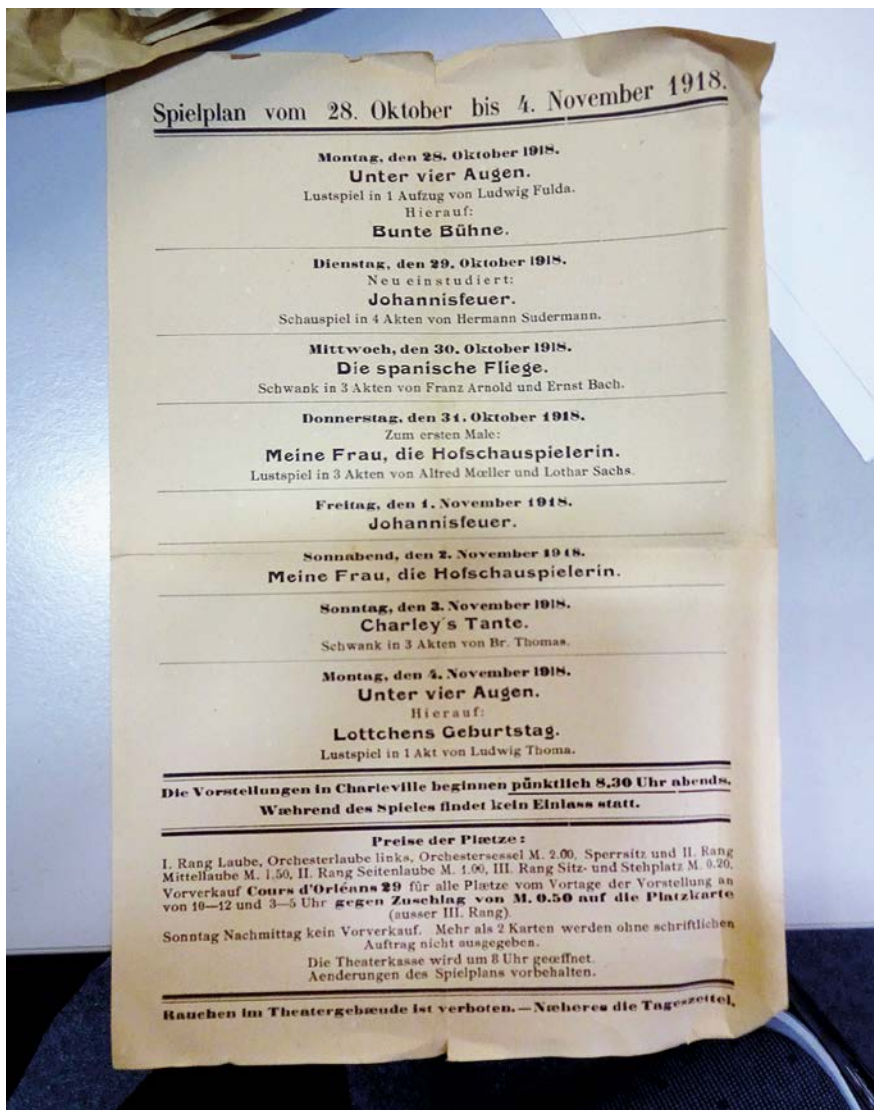 Spielplan vom 28. Oktober bis 4. November 1918.
Montag, den 28. Oktober 1918.
Unter vier Augen.
Lustspiel in 1 Aufzug von Ludwig Fulda.
Hierauf:
Bunte Bühne.
Dienstag, den 29. Oktober 1918.
Neu einstudiert:
Johannisfeuer.
Schauspiel in 4 Akten von Hermann Sudermann.
Mittwoch, den 30. Oktober 1918.
Die spanische Fliege.
Schwank in 3 Akten von Franz Arnold und Ernst Bach.
Donnerstag, den 31. Oktober 1918.
Zum ersten Male:
Meine Frau, die Hofschauspielerin.
Lustspiel in 3 Akten von Alfred Mœller und Lothar Sachs.
Freitag, den 1. November 1918.
Johannisfeuer.
Sonnabend, den 2. November 1918.
Meine Frau, die Hofschauspielerin.
Sonntag, den 3. November 1918.
Charley's Tante.
Schwank in 3 Akten von Br. Thomas.
Montag, den 4. November 1918.
Unter vier Augen.
Hierauf:
Lottchens Geburtstag.
Lustspiel in 1 Akt von Ludwig Thoma.
Die Vorstellungen in Charleville beginnen pünktlich 8.30 Uhr abends.
Wæhrend des Spieles findet kein Einlass statt.
Preise der Plætze:
I. Rang Laube, Orchesterlaube links, Orchestersessel M. 2.00, Sperrsitz und II. Rang
Mittellaube M. 1.50, II. Rang Seitenlaube M. 1.00, III. Rang Sitz- und Stehplatz M. 0.20,
Vorverkauf Cours d'Orléans 29 für alle Plætze vom Vortage der Vorstellung an
von 10—12 und 3—5 Uhr gegen Zuschlag von M. 0.50 auf die Platzkarte
(ausser III. Rang).
Sonntag Nachmittag kein Vorverkauf. Mehr als 2 Karten werden ohne schriftlichen
Auftrag nicht ausgegeben.
Die Theaterkasse wird um 8 Uhr geœffnet.
Aenderungen des Spielplans vorbehalten.
Rauchen im Theatergebæude ist verboten.—Næheres die Tageszettel.